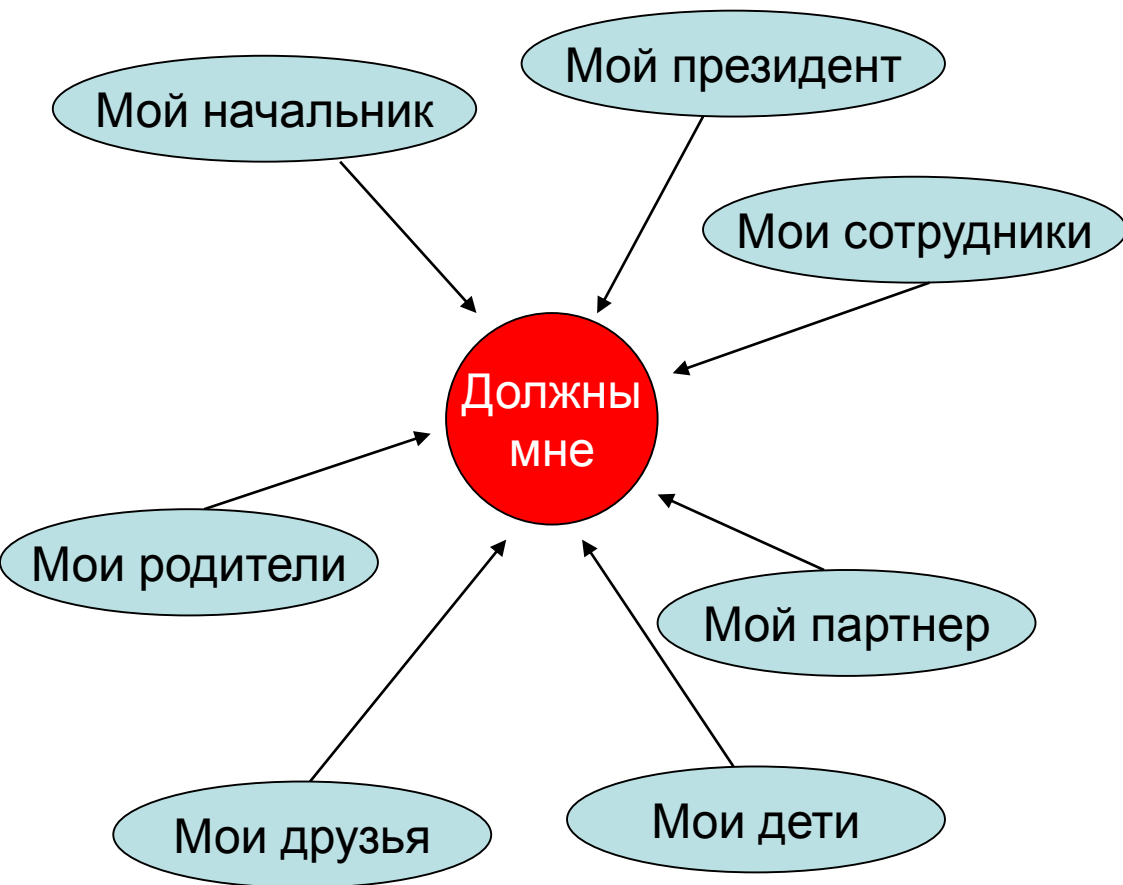 Мой президент
Мой начальник
Мои сотрудники
Должны
мне
Мои родители
Мой партнер
Мои друзья
Мои дети